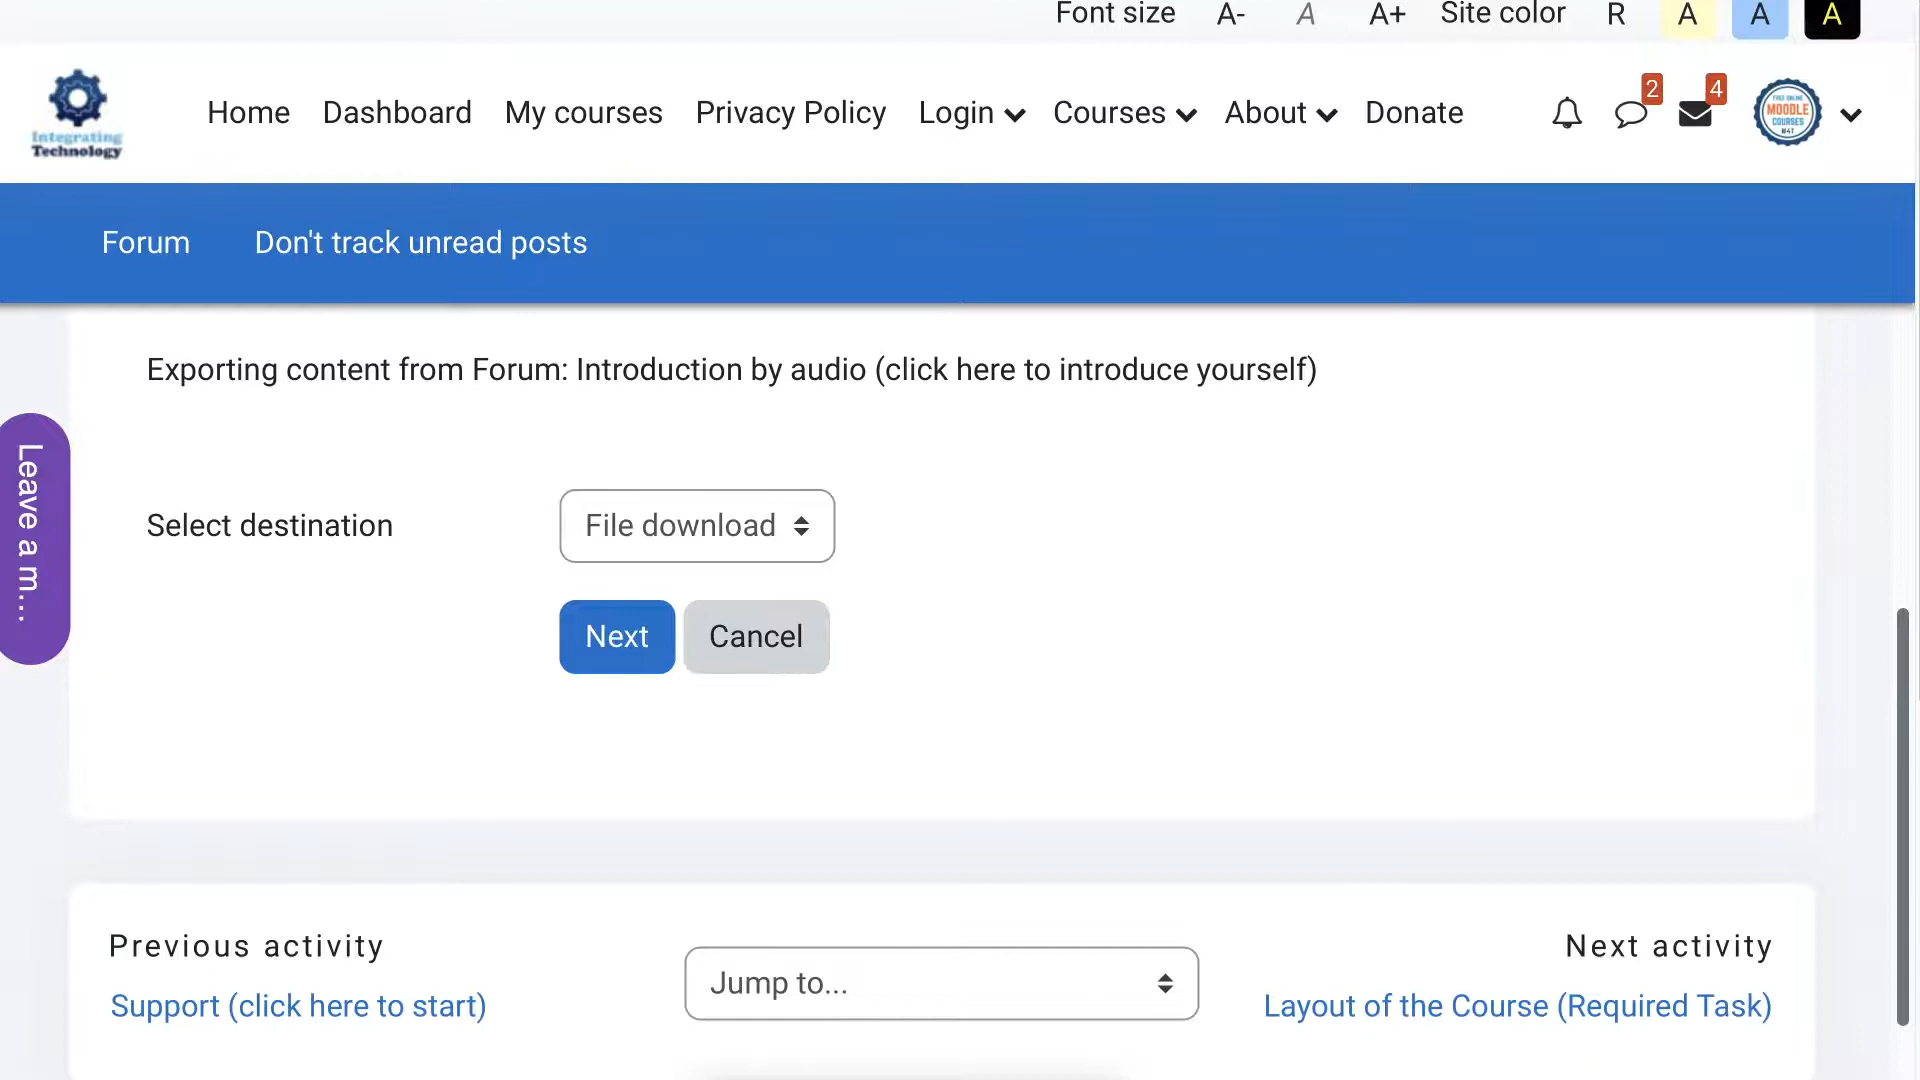 Font size A- A A+ Site color R A A A
Integrating
Technology
Home Dashboard My courses Privacy Policy Login Courses About Donate 2 4
FREE ONLINE
MOODLE
COURSES
M47
Forum Don't track unread posts
Exporting content from Forum: Introduction by audio (click here to introduce yourself)
Leave a m...
Select destination File download
Next Cancel
Previous activity
Next activity
Jump to...
Support (click here to start)
Layout of the Course (Required Task)